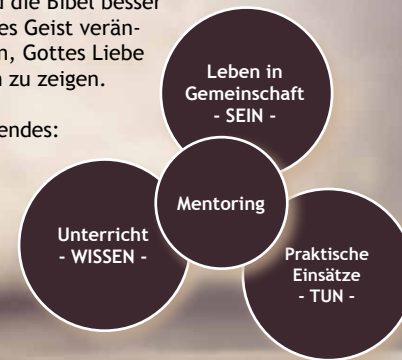 die Bibel besser
es Geist verän-
n, Gottes Liebe
zu zeigen.
endes:
Leben in
Gemeinschaft
- SEIN -
Mentoring
Unterricht
- WISSEN -
Praktische
Einsätze
- TUN -